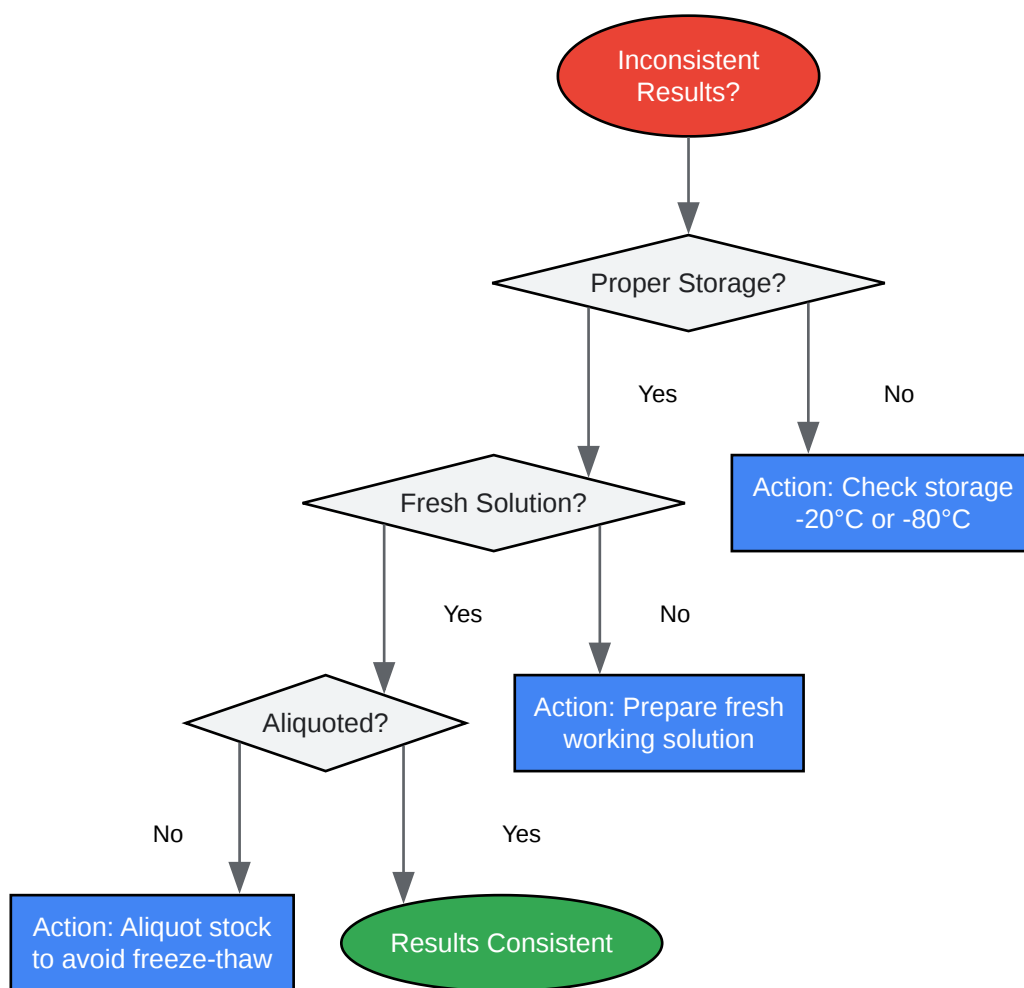 Inconsistent
Results?
Proper Storage?
Yes
No
Action: Check storage
-20°C or -80°C
Fresh Solution?
Yes
No
Action: Prepare fresh
working solution
Aliquoted?
No
Yes
Action: Aliquot stock
to avoid freeze-thaw
Results Consistent